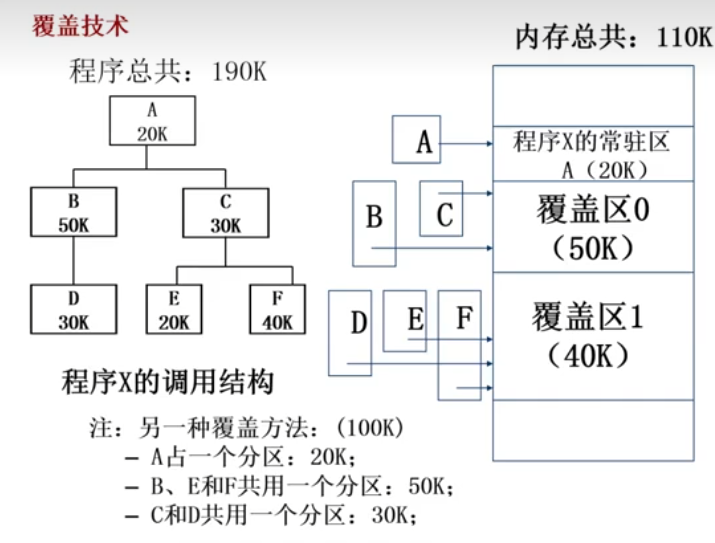 覆盖技术
程序总共：190K
A
20K
B
50K
C
30K
D
30K
E
20K
F
40K
程序X的调用结构
内存总共：110K
A
B
C
D
E
F
程序X的常驻区
A（20K）
覆盖区0
（50K）
覆盖区1
（40K）
注：另一种覆盖方法：(100K)
– A占一个分区：20K；
– B、E和F共用一个分区：50K；
– C和D共用一个分区：30K；